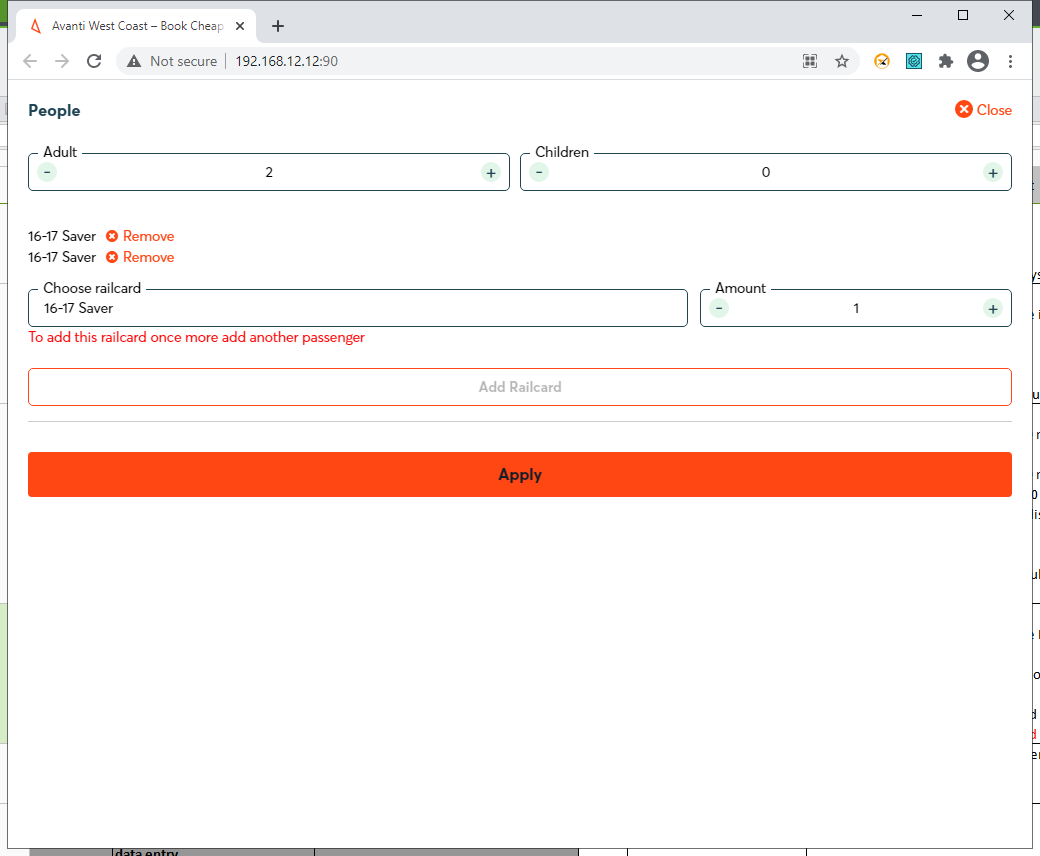 Avanti West Coast – Book Cheap
Not secure 192.168.12.12:90
People
Close
Adult
Children
- 2 +
- 0 +
16-17 Saver Remove
16-17 Saver Remove
Choose railcard
Amount
16-17 Saver
- 1 +
To add this railcard once more add another passenger
Add Railcard
Apply
data entry